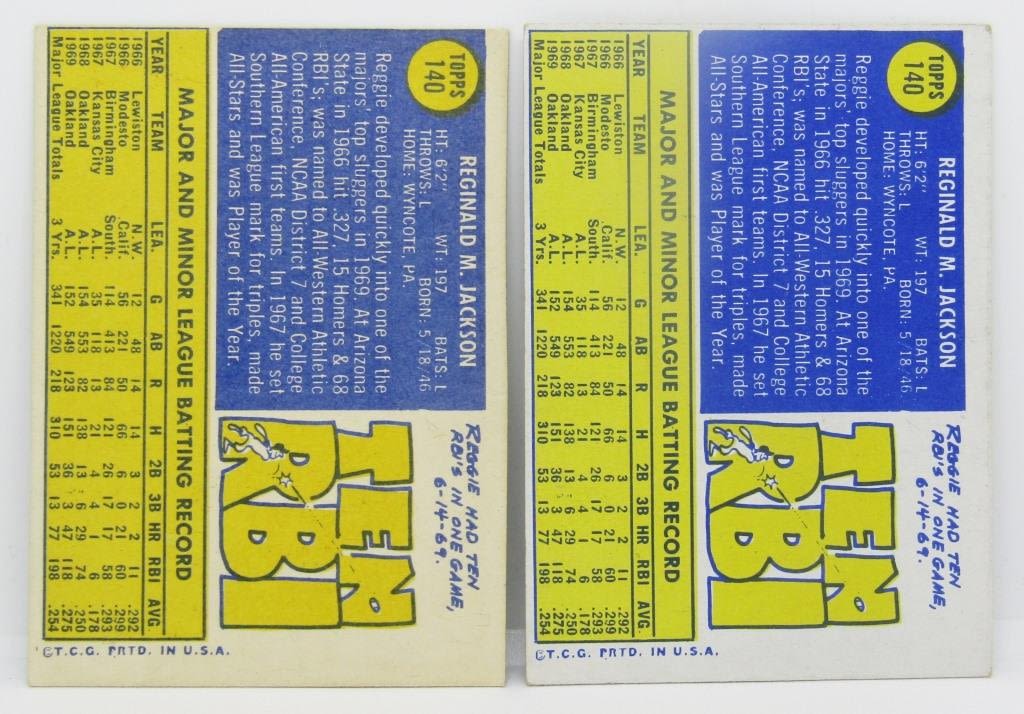 TOPPS
140
REGINALD M. JACKSON
HT: 6'2" WT: 197 BATS: L
THROWS: L BORN: 5/18/46
HOME: WYNCOTE, PA.
Reggie developed quickly into one of the
majors' top sluggers in 1969. At Arizona
State in 1966 hit .327, 15 Homers & 68
RBI's; was named to All-Western Athletic
Conference, NCAA District 7 and College
All-American first teams. In 1967 he set
Southern League mark for triples, made
All-Stars and was Player of the Year.
REGGIE HAD TEN
RBI'S IN ONE GAME,
6-14-69.
TEN
RBI
MAJOR AND MINOR LEAGUE BATTING RECORD
YEAR TEAM LEA. G AB R H 2B 3B HR RBI AVG.
1966 Lewiston N.W. 12 48 14 14 3 2 2 11 .292
1966 Modesto Calif. 56 221 50 66 6 0 21 60 .299
1967 Birmingham South. 114 413 84 121 26 17 17 58 .293
1967 Kansas City A.L. 35 118 13 21 4 4 1 6 .178
1968 Oakland A.L. 154 553 82 138 13 6 29 74 .250
1969 Oakland A.L. 152 549 123 151 36 3 47 118 .275
Major League Totals 3 Yrs. 341 1220 218 310 53 13 77 198 .254
©T.C.G. PRTD. IN U.S.A.
TOPPS
140
REGINALD M. JACKSON
HT: 6'2" WT: 197 BATS: L
THROWS: L BORN: 5/18/46
HOME: WYNCOTE, PA.
Reggie developed quickly into one of the
majors' top sluggers in 1969. At Arizona
State in 1966 hit .327, 15 Homers & 68
RBI's; was named to All-Western Athletic
Conference, NCAA District 7 and College
All-American first teams. In 1967 he set
Southern League mark for triples, made
All-Stars and was Player of the Year.
REGGIE HAD TEN
RBI'S IN ONE GAME,
6-14-69.
TEN
RBI
MAJOR AND MINOR LEAGUE BATTING RECORD
YEAR TEAM LEA. G AB R H 2B 3B HR RBI AVG.
1966 Lewiston N.W. 12 48 14 14 3 2 2 11 .292
1966 Modesto Calif. 56 221 50 66 6 0 21 60 .299
1967 Birmingham South. 114 413 84 121 26 17 17 58 .293
1967 Kansas City A.L. 35 118 13 21 4 4 1 6 .178
1968 Oakland A.L. 154 553 82 138 13 6 29 74 .250
1969 Oakland A.L. 152 549 123 151 36 3 47 118 .275
Major League Totals 3 Yrs. 341 1220 218 310 53 13 77 198 .254
©T.C.G. PRTD. IN U.S.A.